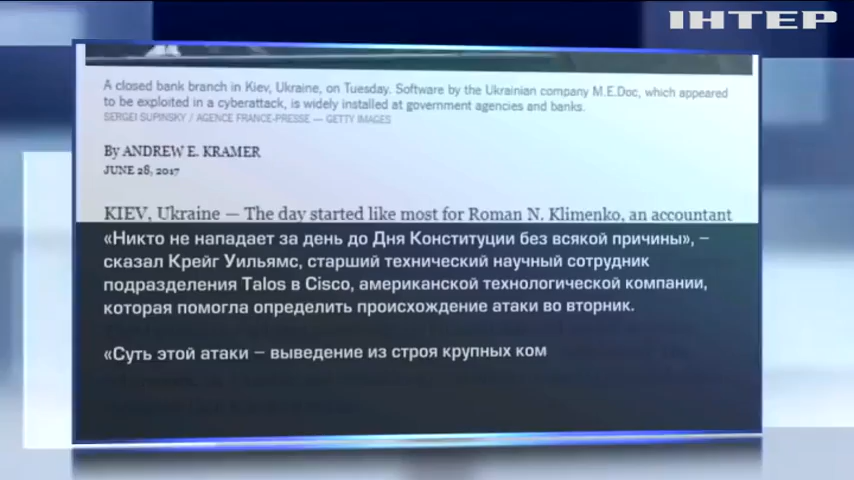 ІНТЕР
A closed bank branch in Kiev, Ukraine, on Tuesday. Software by the Ukrainian company M.E.Doc, which appeared
to be exploited in a cyberattack, is widely installed at government agencies and banks.
SERGEI SUPINSKY / AGENCE FRANCE-PRESSE — GETTY IMAGES
By ANDREW E. KRAMER
JUNE 28, 2017
KIEV, Ukraine — The day started like most for Roman N. Klimenko, an accountant
«Никто не нападает за день до Дня Конституции без всякой причины», –
сказал Крейг Уильямс, старший технический научный сотрудник
подразделения Talos в Cisco, американской технологической компании,
которая помогла определить происхождение атаки во вторник.
«Суть этой атаки – выведение из строя крупных ком